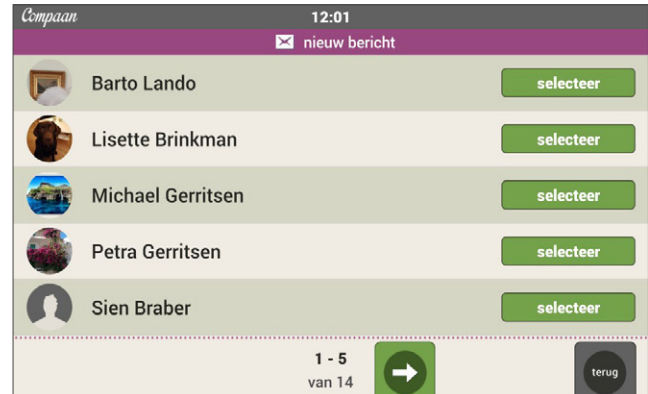 Compaan 12:01
nieuw bericht
Barto Lando selecteer
Lisette Brinkman selecteer
Michael Gerritsen selecteer
Petra Gerritsen selecteer
Sien Braber selecteer
1 - 5
van 14
terug